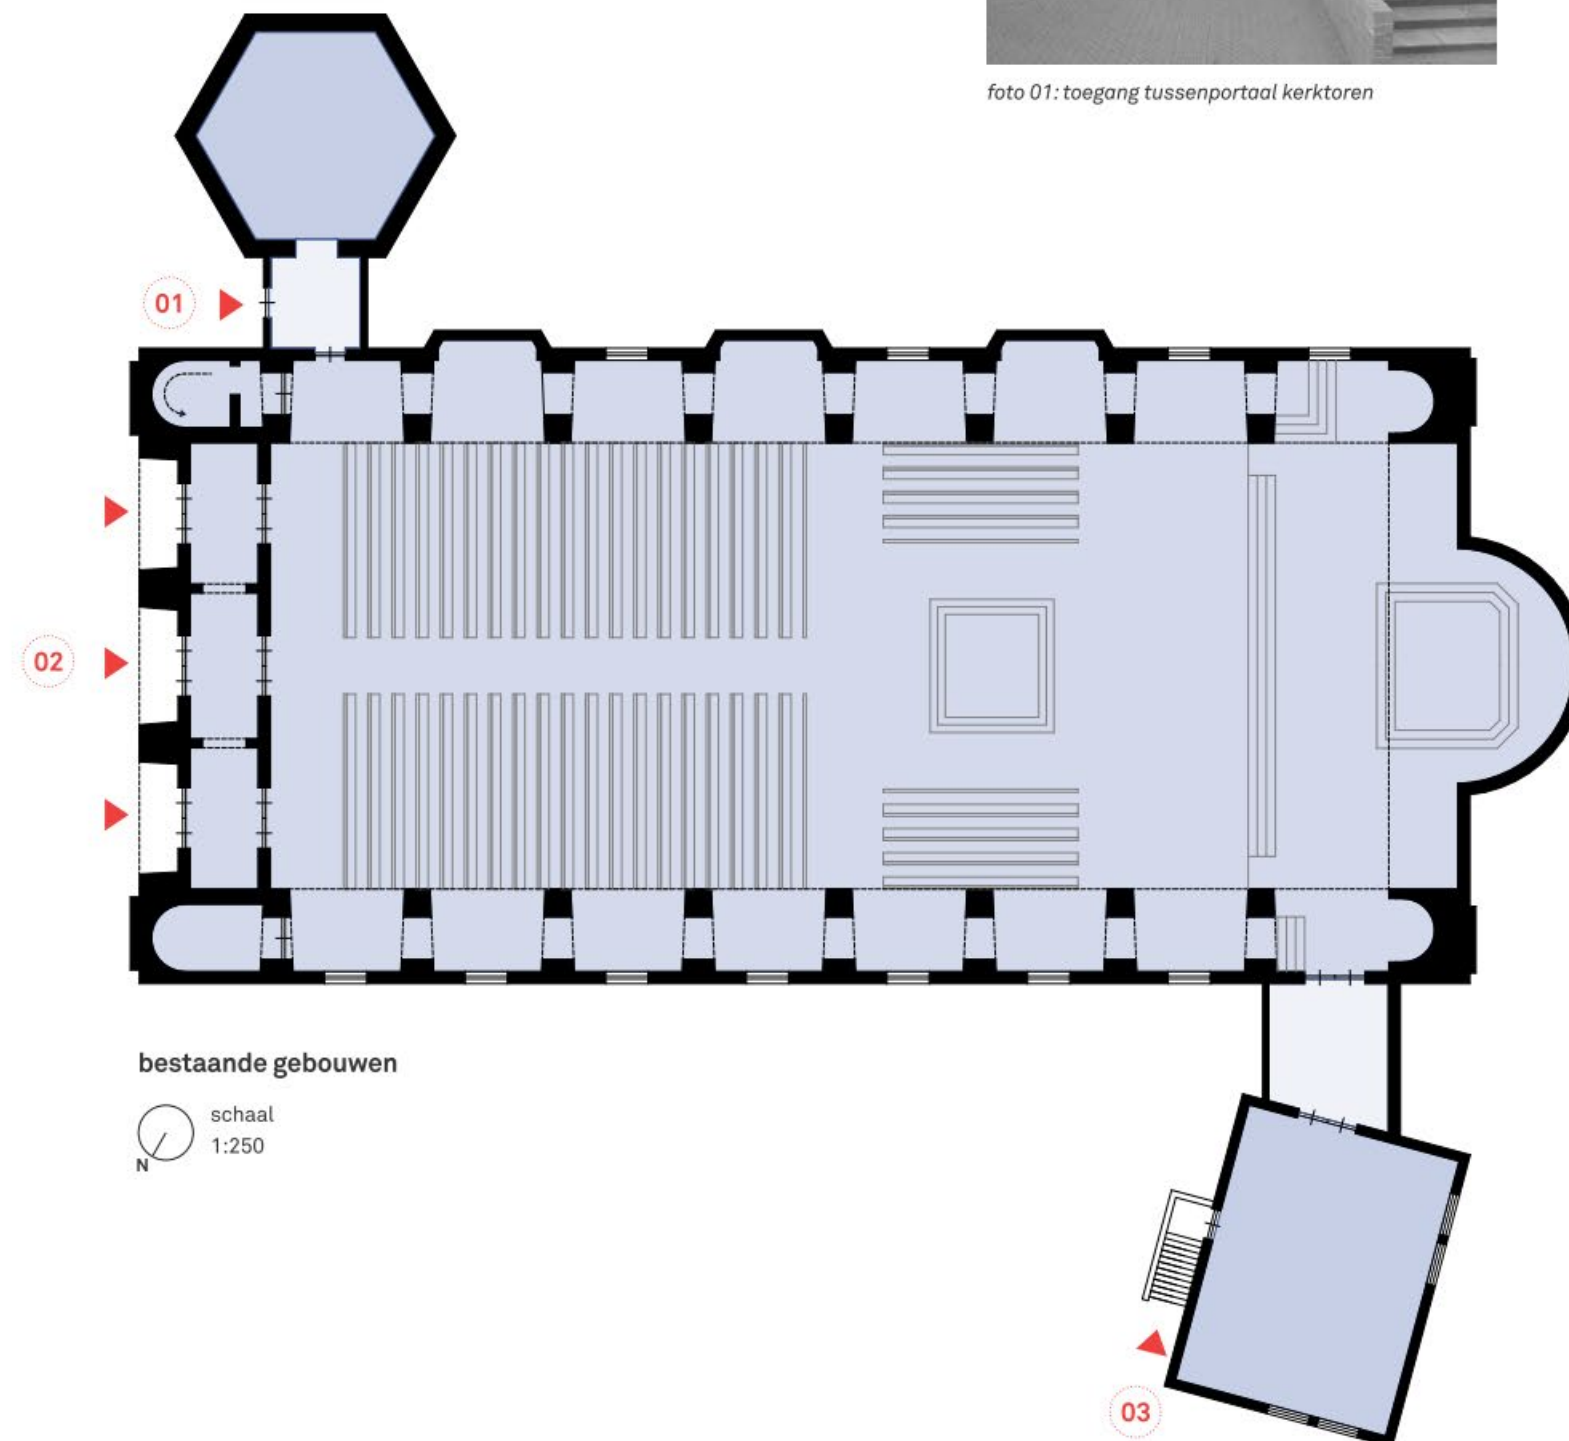 foto 01: toegang tussenportaal kerktoren
01
02
bestaande gebouwen
schaal
1:250
N
03